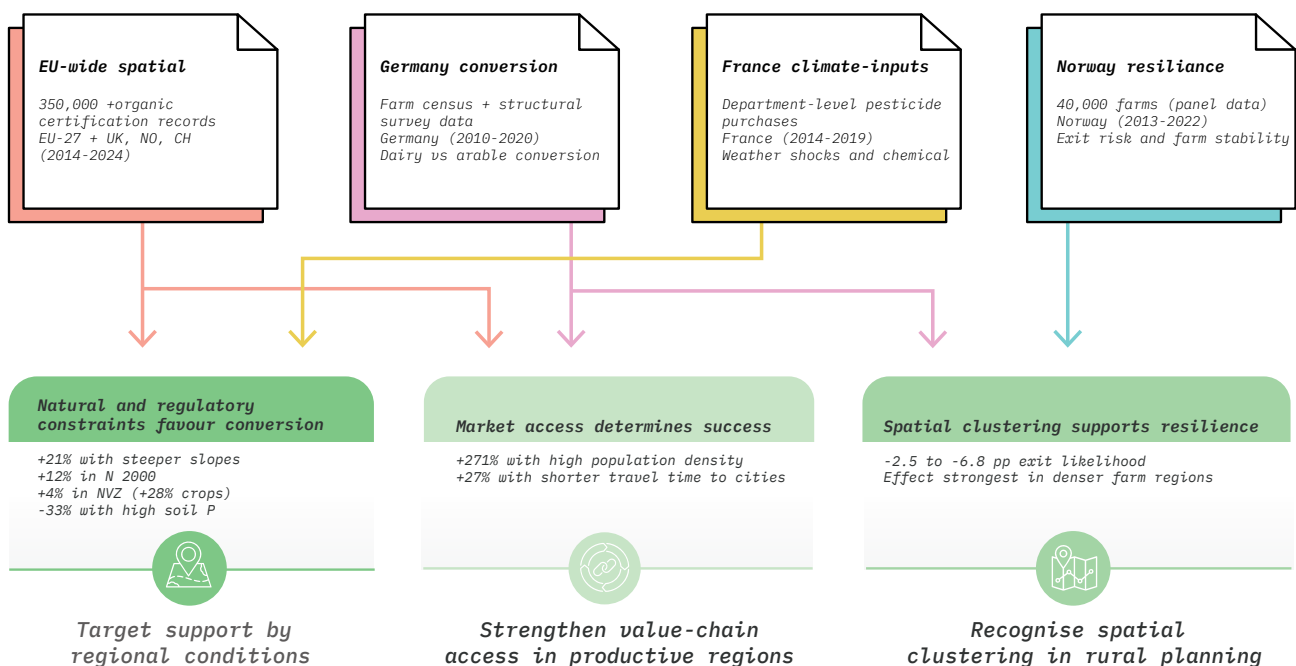 EU-wide spatial
350,000 +organic
certification records
EU-27 + UK, NO, CH
(2014-2024)
Germany conversion
Farm census + structural
survey data
Germany (2010-2020)
Dairy vs arable conversion
France climate-inputs
Department-level pesticide
purchases
France (2014-2019)
Weather shocks and chemical
Norway resiliance
40,000 farms (panel data)
Norway (2013-2022)
Exit risk and farm stability
Natural and regulatory
constraints favour conversion
+21% with steeper slopes
+12% in N 2000
+4% in NVZ (+28% crops)
-33% with high soil P
Target support by
regional conditions
Market access determines success
+271% with high population density
+27% with shorter travel time to cities
Strengthen value-chain
access in productive regions
Spatial clustering supports resilience
-2.5 to -6.8 pp exit likelihood
Effect strongest in denser farm regions
Recognise spatial
clustering in rural planning